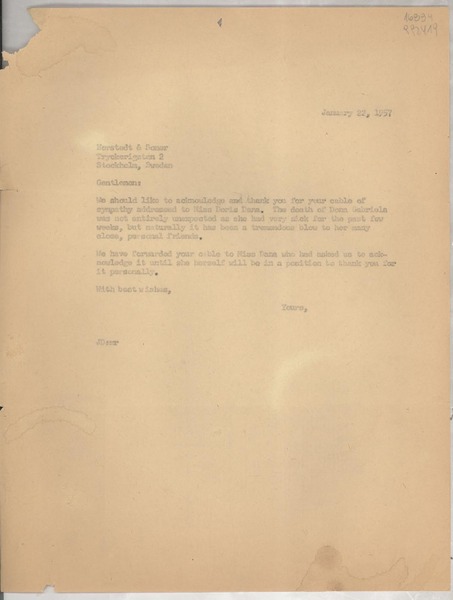 January 22, 1957
Norstedt & Soner
Tryckerigatan 2
Stockholm, Sweden
Gentlemen:
We should like to acknowledge and thank you for your cable of
sympathy addressed to Miss Doris Dana. The death of Dona Gabriela
was not entirely unexpected as she had very sick for the past few
weeks, but naturally it has been a tremendous blow to her many
close, personal friends.
We have forwarded your cable to Miss Dana who had asked us to ack-
nowledge it until she herself will be in a position to thank you for
it personally.
With best wishes,
Yours,